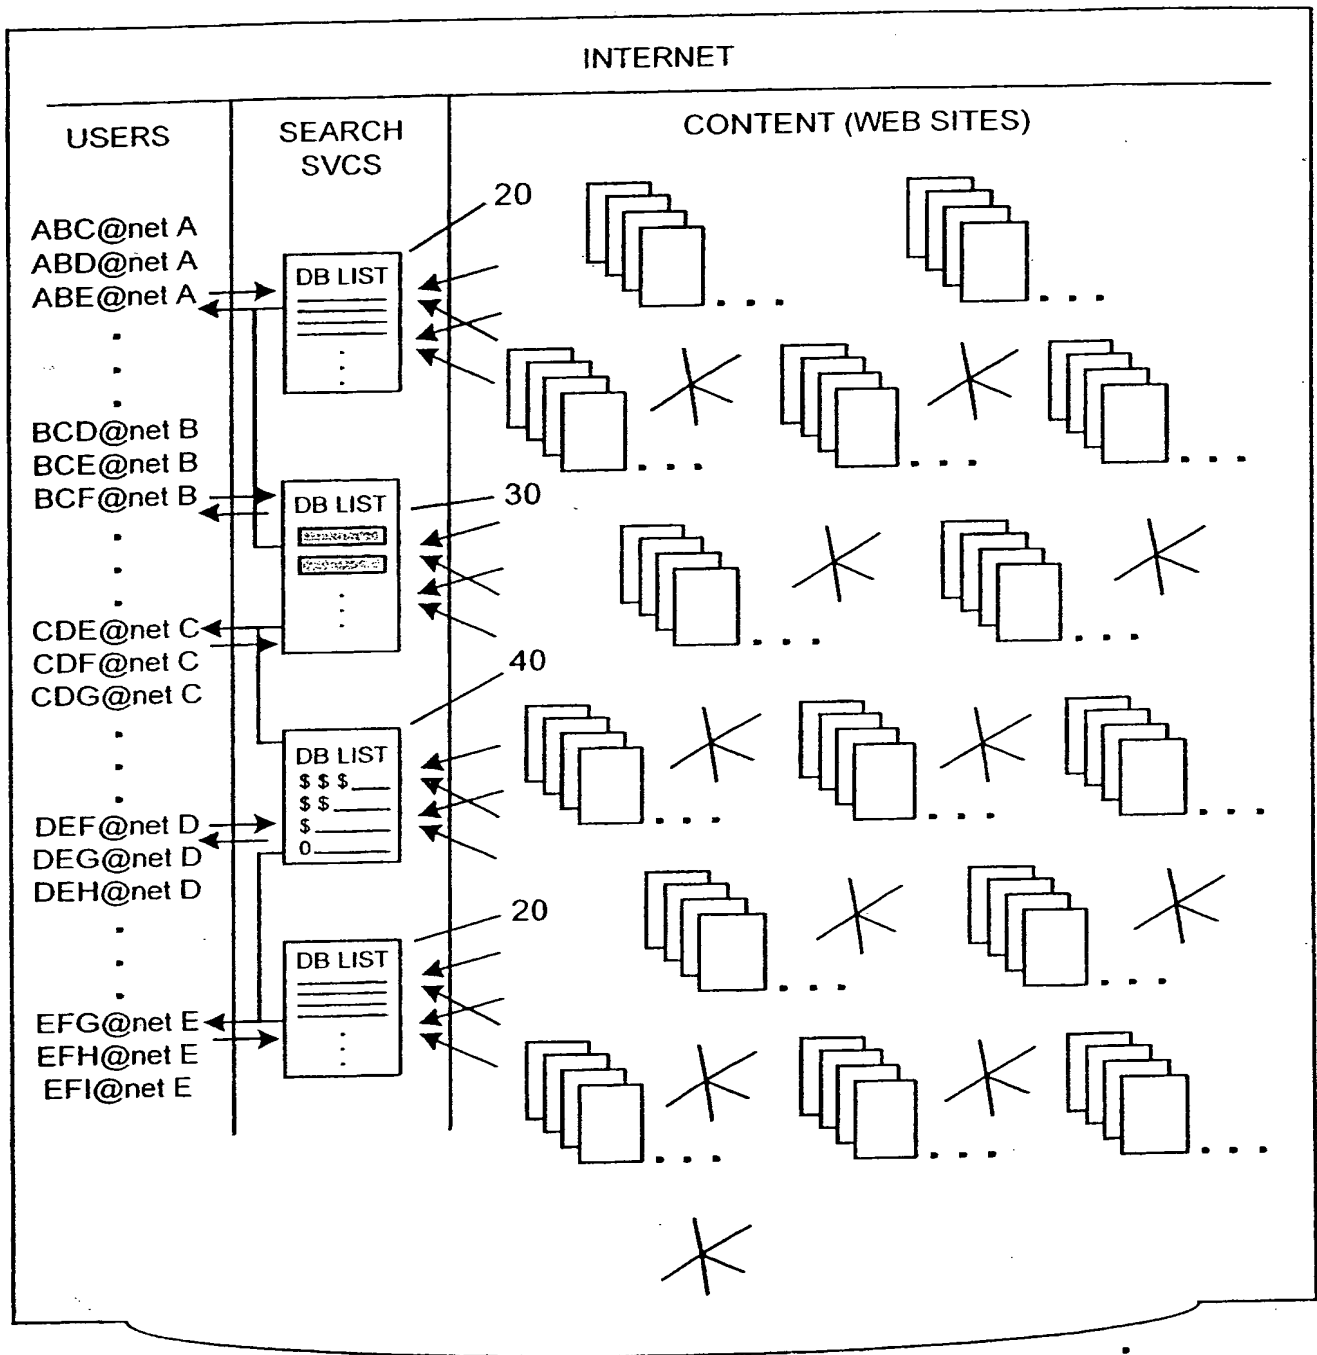 INTERNET
USERS
SEARCH
SVCS
CONTENT (WEB SITES)
ABC@net A
ABD@net A
ABE@net A
BCD@net B
BCE@net B
BCF@net B
CDE@net C
CDF@net C
CDG@net C
DEF@net D
DEG@net D
DEH@net D
EFG@net E
EFH@net E
EFI@net E
20
DB LIST
30
DB LIST
40
DB LIST
$ $ $
$ $
$
0
20
DB LIST